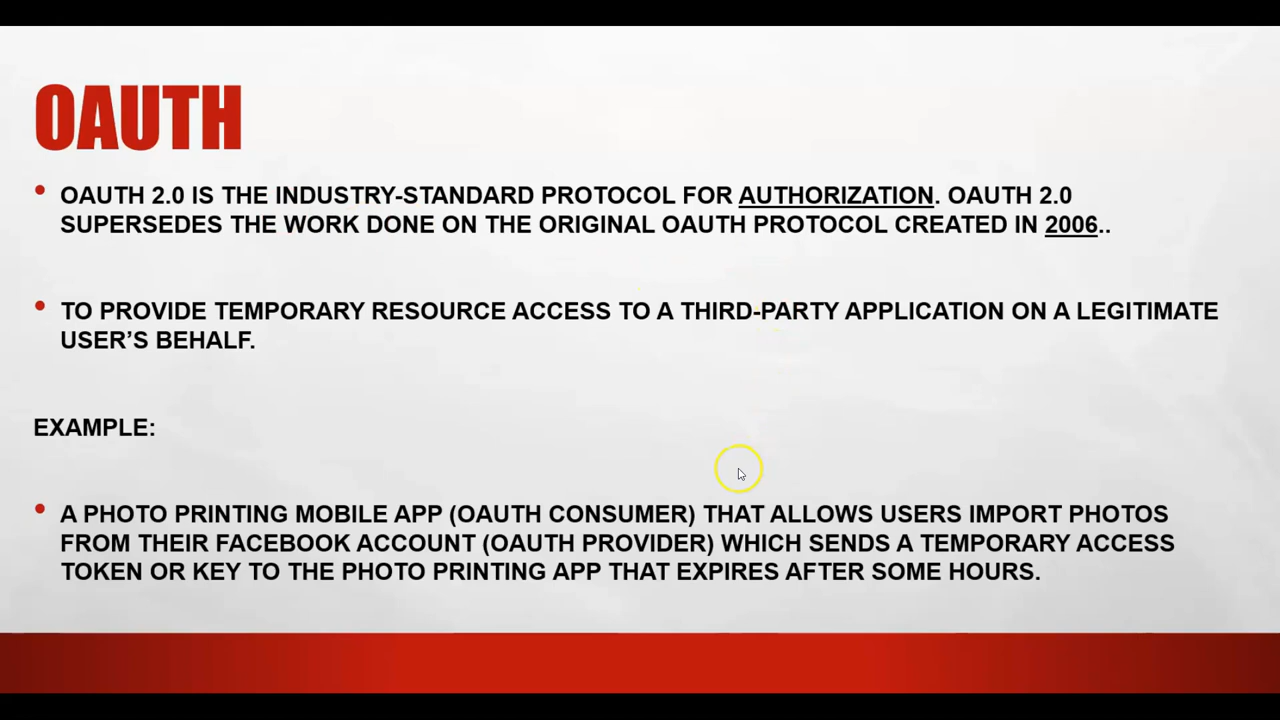 OAUTH
• OAUTH 2.0 IS THE INDUSTRY-STANDARD PROTOCOL FOR AUTHORIZATION. OAUTH 2.0
SUPERSEDES THE WORK DONE ON THE ORIGINAL OAUTH PROTOCOL CREATED IN 2006..
• TO PROVIDE TEMPORARY RESOURCE ACCESS TO A THIRD-PARTY APPLICATION ON A LEGITIMATE
USER’S BEHALF.
EXAMPLE:
• A PHOTO PRINTING MOBILE APP (OAUTH CONSUMER) THAT ALLOWS USERS IMPORT PHOTOS
FROM THEIR FACEBOOK ACCOUNT (OAUTH PROVIDER) WHICH SENDS A TEMPORARY ACCESS
TOKEN OR KEY TO THE PHOTO PRINTING APP THAT EXPIRES AFTER SOME HOURS.